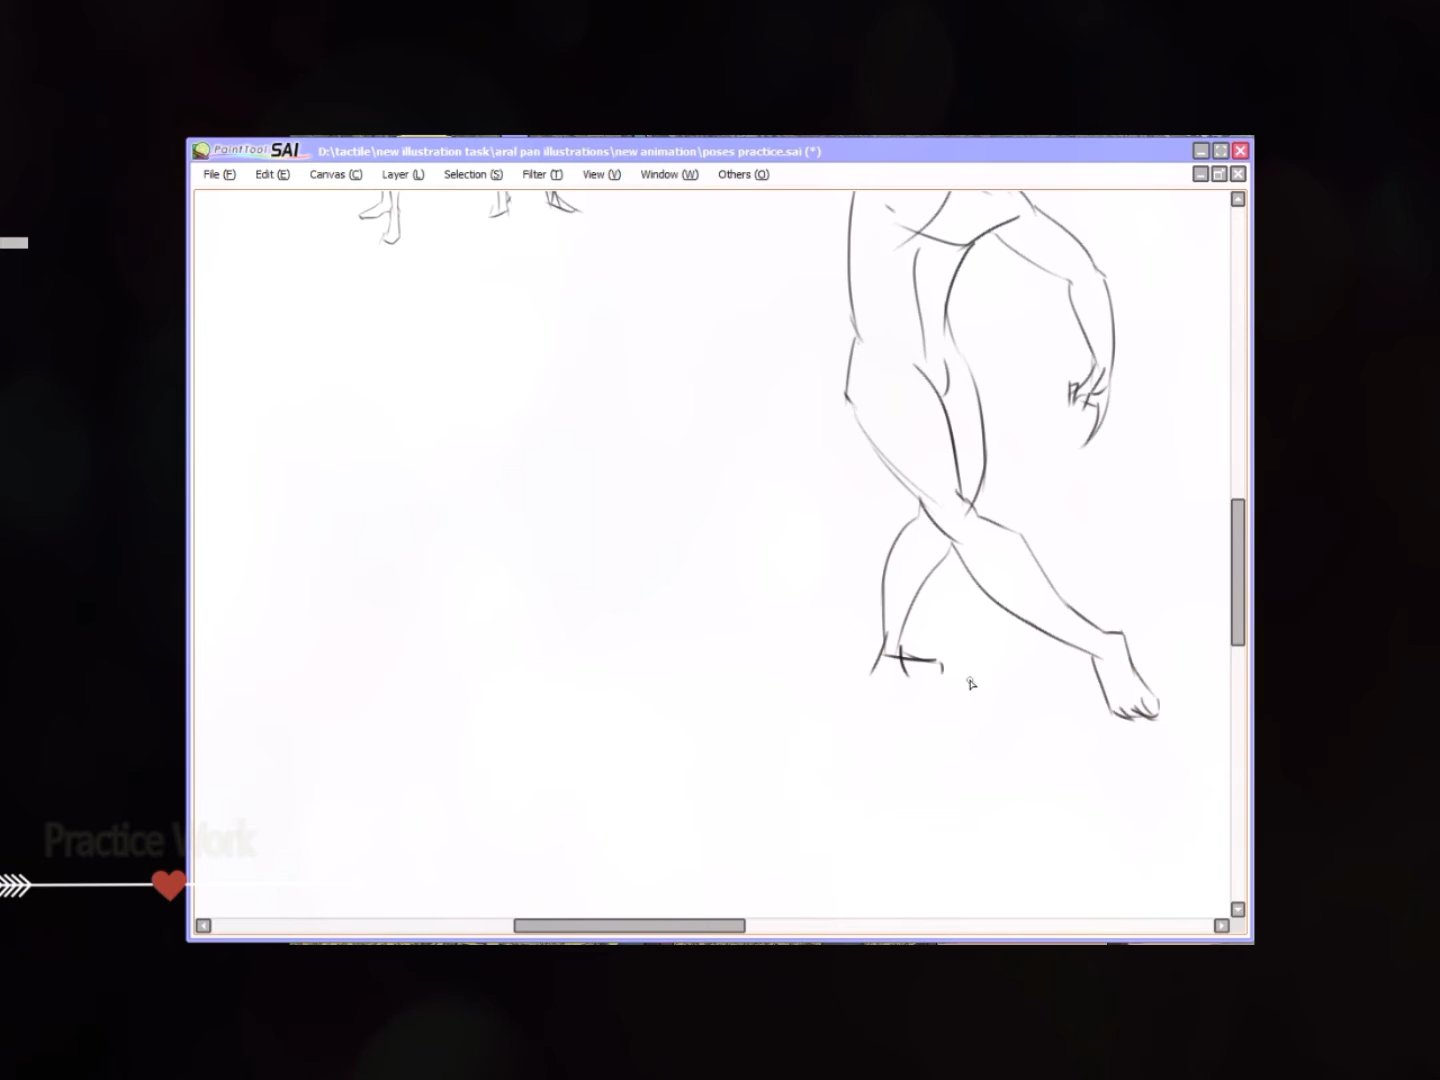 PaintTool SAI D:\tactile\new illustration task\aral pan illustrations\new animation\poses practice.sai (*)
File (F) Edit (E) Canvas (C) Layer (L) Selection (S) Filter (T) View (V) Window (W) Others (O)
Practice Work